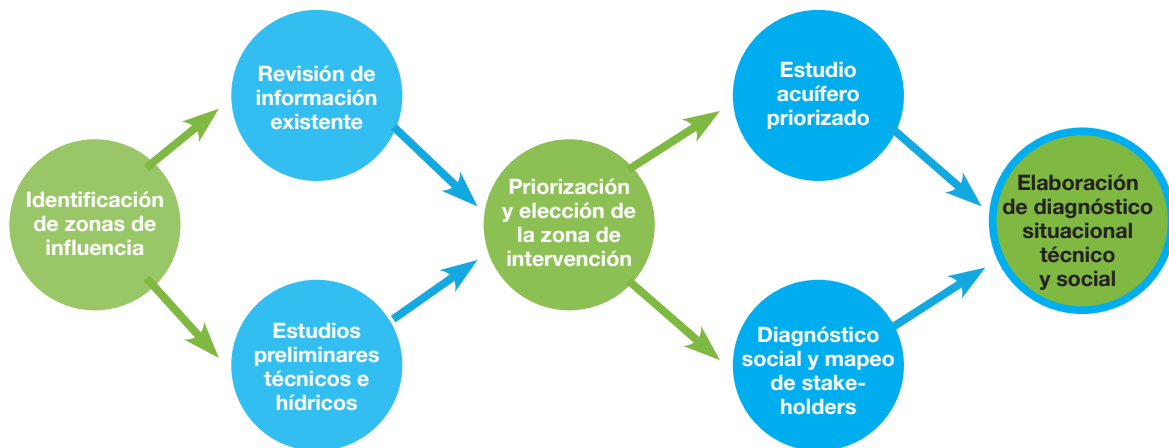 Identificación
de zonas de
influencia
Revisión de
información
existente
Estudios
preliminares
técnicos e
hídricos
Priorización
y elección de
la zona de
intervención
Estudio
acuífero
priorizado
Diagnóstico
social y mapeo
de stake-
holders
Elaboración
de diagnóstico
situacional
técnico
y social